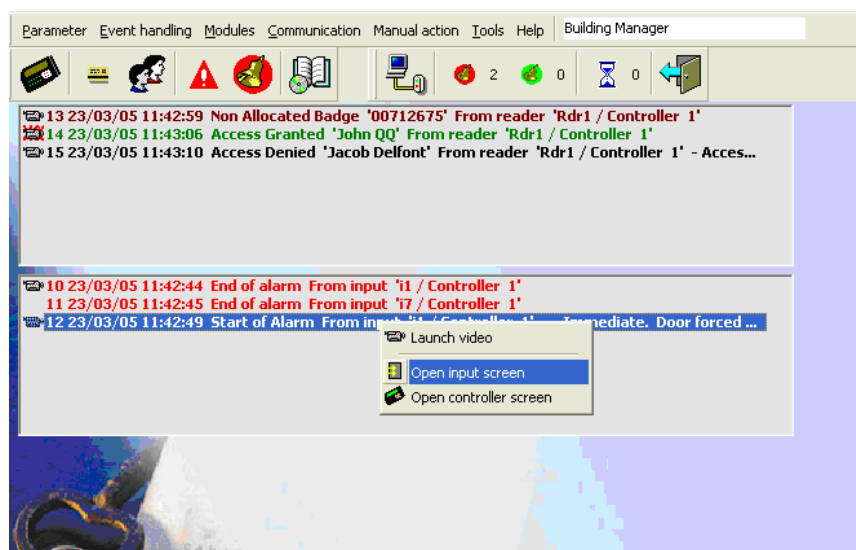 Parameter Event handling Modules Communication Manual action Tools Help Building Manager
2 0 0
13 23/03/05 11:42:59 Non Allocated Badge '00712675' From reader 'Rdr1 / Controller 1'
14 23/03/05 11:43:06 Access Granted 'John QQ' From reader 'Rdr1 / Controller 1'
15 23/03/05 11:43:10 Access Denied 'Jacob Delfont' From reader 'Rdr1 / Controller 1' - Acces...
10 23/03/05 11:42:44 End of alarm From input 'i1 / Controller 1'
11 23/03/05 11:42:45 End of alarm From input 'i7 / Controller 1'
12 23/03/05 11:42:49 Start of Alarm From input 'i1 / Controller 1' Immediate. Door forced ...
Launch video
Open input screen
Open controller screen